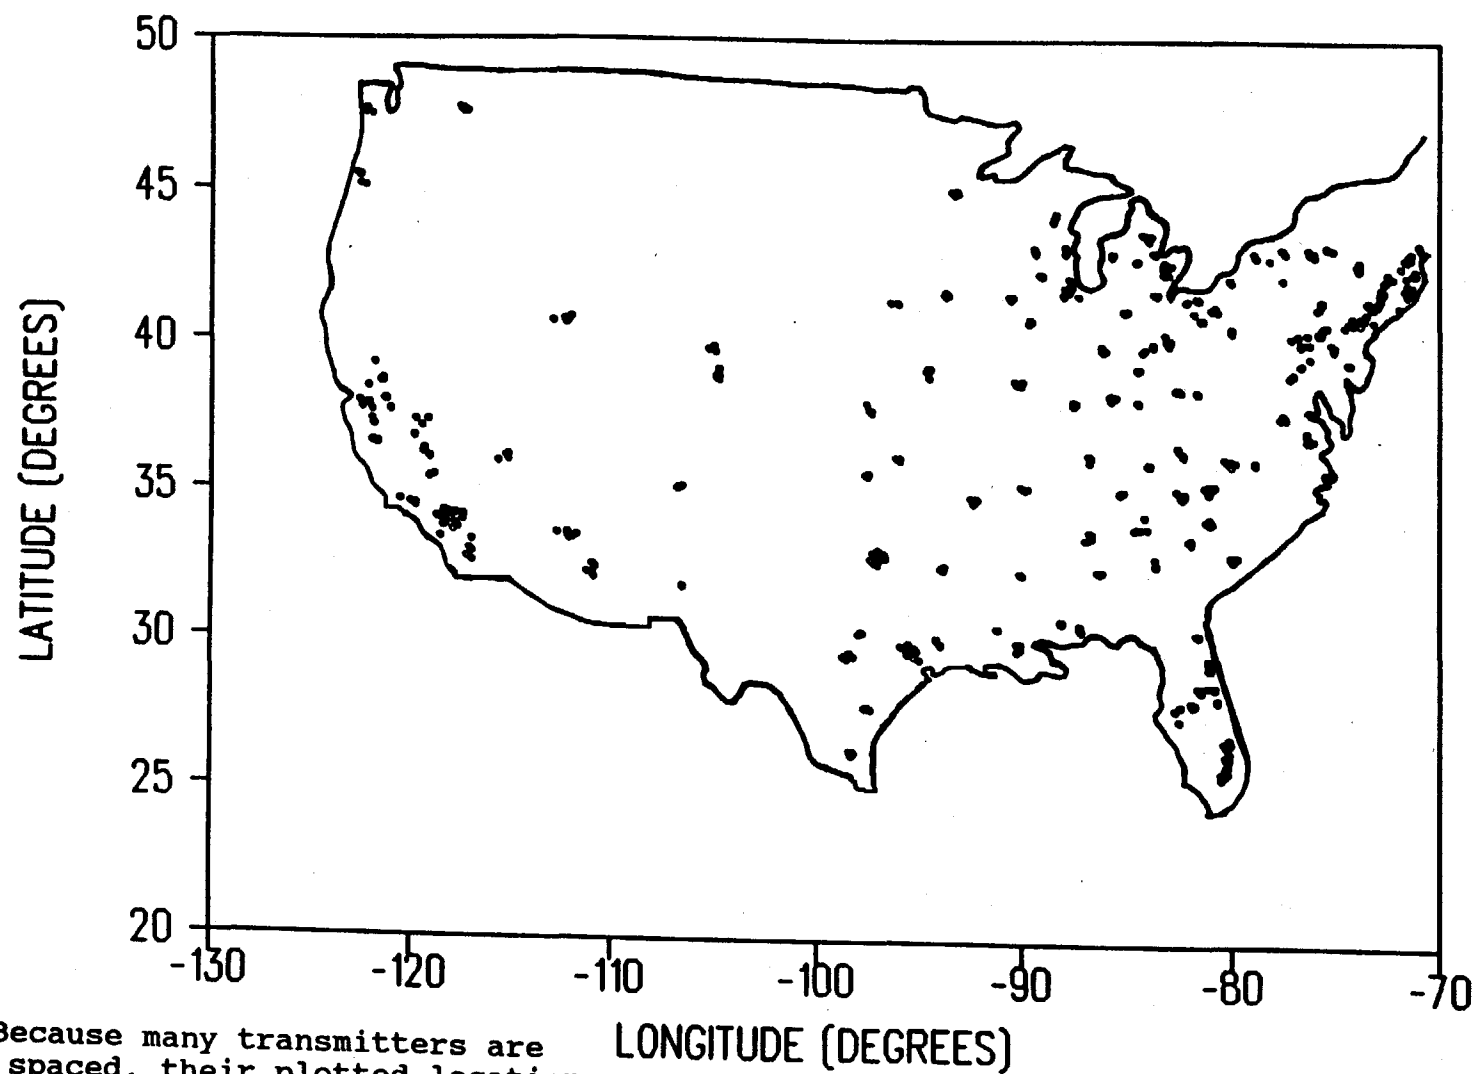 50
45
40
35
30
25
20
LATITUDE (DEGREES)
-130 -120 -110 -100 -90 -80 -70
LONGITUDE (DEGREES)
Because many transmitters are
spaced, their plotted